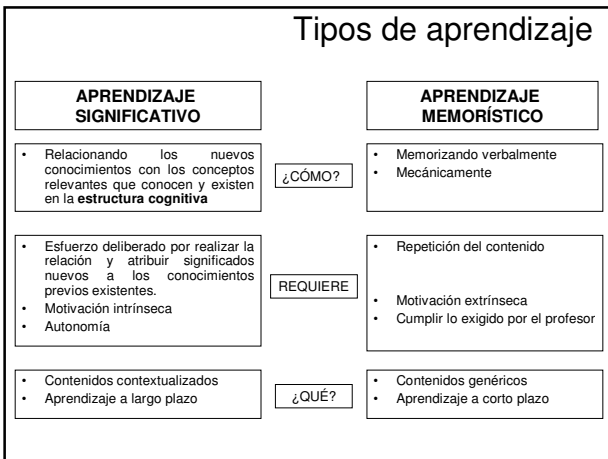 Tipos de aprendizaje
APRENDIZAJE
SIGNIFICATIVO
APRENDIZAJE
MEMORÍSTICO
• Relacionando los nuevos
conocimientos con los conceptos
relevantes que conocen y existen
en la estructura cognitiva
¿CÓMO?
• Memorizando verbalmente
• Mecánicamente
• Esfuerzo deliberado por realizar la
relación y atribuir significados
nuevos a los conocimientos
previos existentes.
• Motivación intrínseca
• Autonomía
REQUIERE
• Repetición del contenido
• Motivación extrínseca
• Cumplir lo exigido por el profesor
• Contenidos contextualizados
• Aprendizaje a largo plazo
¿QUÉ?
• Contenidos genéricos
• Aprendizaje a corto plazo